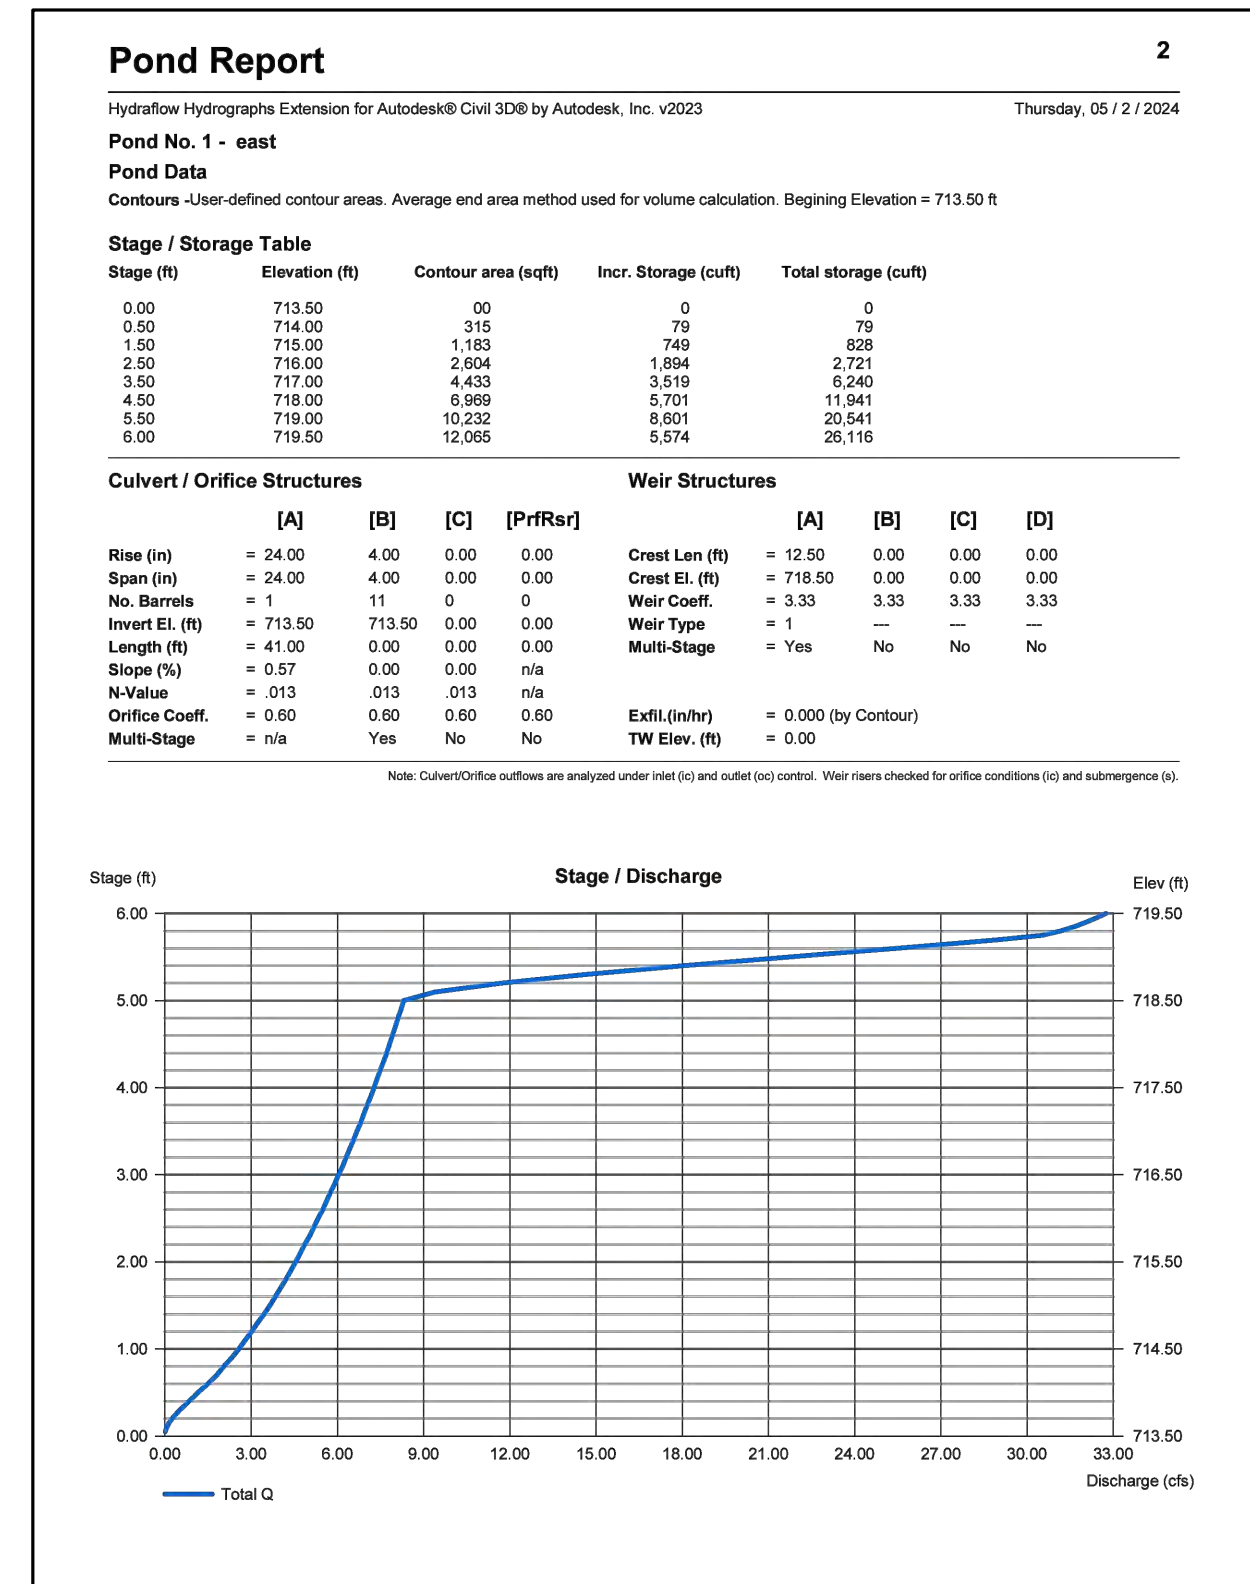 Pond Report
2
Hydraflow Hydrographs Extension for Autodesk® Civil 3D® by Autodesk, Inc. v2023 Thursday, 05 / 2 / 2024
Pond No. 1 - east
Pond Data
Contours -User-defined contour areas. Average end area method used for volume calculation. Begining Elevation = 713.50 ft
Stage / Storage Table
Stage (ft) Elevation (ft) Contour area (sqft) Incr. Storage (cuft) Total storage (cuft)
0.00 713.50 00 0 0
0.50 714.00 315 79 79
1.50 715.00 1,183 749 828
2.50 716.00 2,604 1,894 2,721
3.50 717.00 4,433 3,519 6,240
4.50 718.00 6,969 5,701 11,941
5.50 719.00 10,232 8,601 20,541
6.00 719.50 12,065 5,574 26,116
Culvert / Orifice Structures Weir Structures
[A] [B] [C] [PrfRsr] [A] [B] [C] [D]
Rise (in) = 24.00 4.00 0.00 0.00 Crest Len (ft) = 12.50 0.00 0.00 0.00
Span (in) = 24.00 4.00 0.00 0.00 Crest El. (ft) = 718.50 0.00 0.00 0.00
No. Barrels = 1 11 0 0 Weir Coeff. = 3.33 3.33 3.33 3.33
Invert El. (ft) = 713.50 713.50 0.00 0.00 Weir Type = 1 --- --- ---
Length (ft) = 41.00 0.00 0.00 0.00 Multi-Stage = Yes No No No
Slope (%) = 0.57 0.00 0.00 n/a
N-Value = .013 .013 .013 n/a
Orifice Coeff. = 0.60 0.60 0.60 0.60 Exfil.(in/hr) = 0.000 (by Contour)
Multi-Stage = n/a Yes No No TW Elev. (ft) = 0.00
Note: Culvert/Orifice outflows are analyzed under inlet (ic) and outlet (oc) control. Weir risers checked for orifice conditions (ic) and submergence (s).
Stage (ft) Stage / Discharge Elev (ft)
6.00 719.50
5.00 718.50
4.00 717.50
3.00 716.50
2.00 715.50
1.00 714.50
0.00 713.50
0.00 3.00 6.00 9.00 12.00 15.00 18.00 21.00 24.00 27.00 30.00 33.00
Discharge (cfs)
Total Q